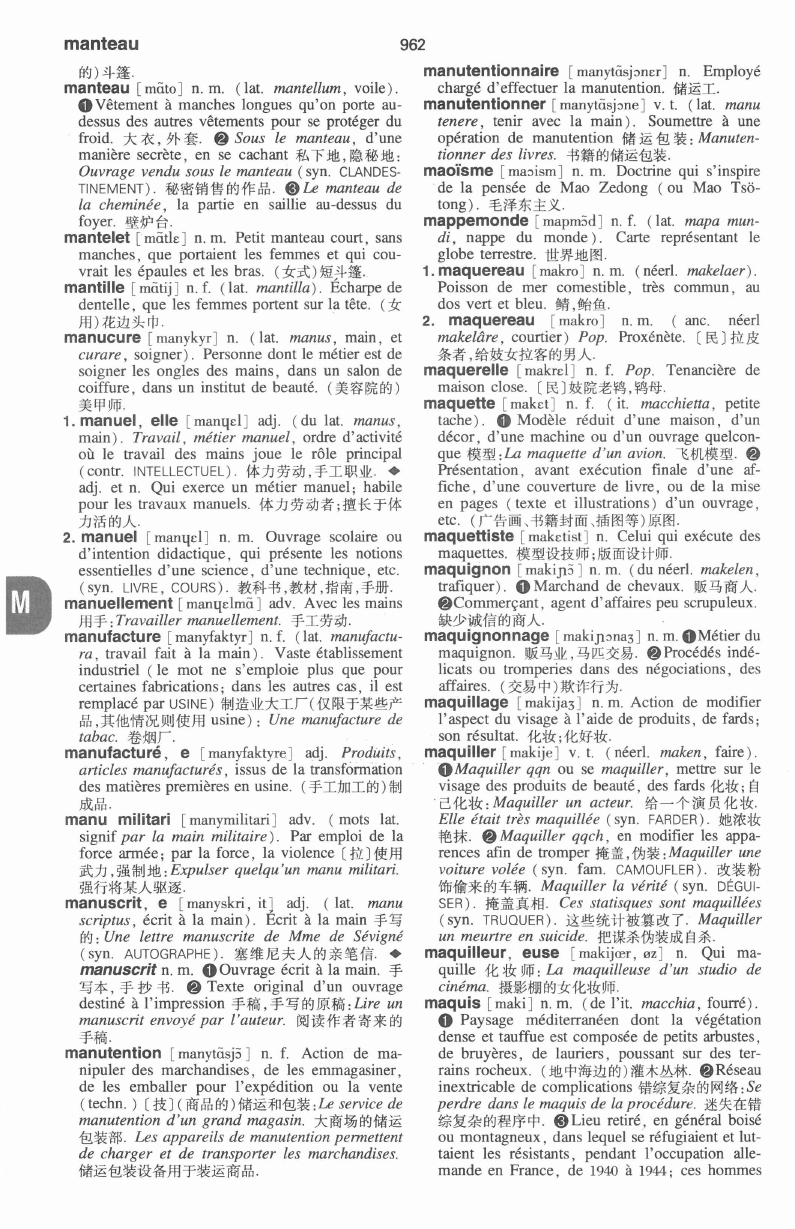 manteau
962
的)斗篷.
manteau [mɑ̃to] n. m. (lat. mantellum, voile).
❶Vêtement à manches longues qu'on porte au-
dessus des autres vêtements pour se protéger du
froid. 大衣,外套. ❷ Sous le manteau, d'une
manière secrète, en se cachant 私下地,隐秘地:
Ouvrage vendu sous le manteau (syn. CLANDES-
TINEMENT). 秘密销售的作品. ❸Le manteau de
la cheminée, la partie en saillie au-dessus du
foyer. 壁炉台.
mantelet [mɑ̃tlɛ] n. m. Petit manteau court, sans
manches, que portaient les femmes et qui cou-
vrait les épaules et les bras. (女式)短斗篷.
mantille [mɑ̃tij] n. f. (lat. mantilla). Écharpe de
dentelle, que les femmes portent sur la tête. (女
用)花边头巾.
manucure [manykyr] n. (lat. manus, main, et
curare, soigner). Personne dont le métier est de
soigner les ongles des mains, dans un salon de
coiffure, dans un institut de beauté. (美容院的)
美甲师.
1. manuel, elle [manɥɛl] adj. (du lat. manus,
main). Travail, métier manuel, ordre d'activité
où le travail des mains joue le rôle principal
(contr. INTELLECTUEL). 体力劳动,手工职业. ◆
adj. et n. Qui exerce un métier manuel; habile
pour les travaux manuels. 体力劳动者;擅长于体
力活的人.
2. manuel [manɥɛl] n. m. Ouvrage scolaire ou
d'intention didactique, qui présente les notions
essentielles d'une science, d'une technique, etc.
(syn. LIVRE, COURS). 教科书,教材,指南,手册.
manuellement [manɥɛlmɑ̃] adv. Avec les mains
用手:Travailler manuellement. 手工劳动.
manufacture [manyfaktyr] n. f. (lat. manufactu-
ra, travail fait à la main). Vaste établissement
industriel (le mot ne s'emploie plus que pour
certaines fabrications; dans les autres cas, il est
remplacé par USINE) 制造业大工厂(仅限于某些产
品,其他情况则使用 usine): Une manufacture de
tabac. 卷烟厂.
manufacturé, e [manyfaktyre] adj. Produits,
articles manufacturés, issus de la transformation
des matières premières en usine. (手工加工的)制
成品.
manu militari [manymilitari] adv. (mots lat.
signif par la main militaire). Par emploi de la
force armée; par la force, la violence [拉]使用
武力,强制地:Expulser quelqu'un manu militari.
强行将某人驱逐.
manuscrit, e [manyskri, it] adj. (lat. manu
scriptus, écrit à la main). Écrit à la main 手写
的: Une lettre manuscrite de Mme de Sévigné
(syn. AUTOGRAPHE). 塞维尼夫人的亲笔信. ◆
manuscrit n. m. ❶Ouvrage écrit à la main. 手
写本,手抄书. ❷ Texte original d'un ouvrage
destiné à l'impression 手稿,手写的原稿:Lire un
manuscrit envoyé par l'auteur. 阅读作者寄来的
手稿.
manutention [manytɑ̃sjɔ̃] n. f. Action de ma-
nipuler des marchandises, de les emmagasiner,
de les emballer pour l'expédition ou la vente
(techn.) [技](商品的)储运和包装:Le service de
manutention d'un grand magasin. 大商场的储运
包装部. Les appareils de manutention permettent
de charger et de transporter les marchandises.
储运包装设备用于装运商品.
M
manutentionnaire [manytɑ̃sjɔnɛr] n. Employé
chargé d'effectuer la manutention. 储运工.
manutentionner [manytɑ̃sjɔne] v. t. (lat. manu
tenere, tenir avec la main). Soumettre à une
opération de manutention 储运包装: Manuten-
tionner des livres. 书籍的储运包装.
maoïsme [maɔism] n. m. Doctrine qui s'inspire
de la pensée de Mao Zedong (ou Mao Tsö-
tong). 毛泽东主义.
mappemonde [mapmɔ̃d] n. f. (lat. mapa mun-
di, nappe du monde). Carte représentant le
globe terrestre. 世界地图.
1. maquereau [makro] n. m. (néerl. makelaer).
Poisson de mer comestible, très commun, au
dos vert et bleu. 鲭,鲐鱼.
2. maquereau [makro] n. m. ( anc. néerl
makelâre, courtier) Pop. Proxénète. [民]拉皮
条者,给妓女拉客的男人.
maquerelle [makrɛl] n. f. Pop. Tenancière de
maison close. [民]妓院老鸨,鸨母.
maquette [makɛt] n. f. (it. macchietta, petite
tache). ❶ Modèle réduit d'une maison, d'un
décor, d'une machine ou d'un ouvrage quelcon-
que 模型:La maquette d'un avion. 飞机模型. ❷
Présentation, avant exécution finale d'une af-
fiche, d'une couverture de livre, ou de la mise
en pages (texte et illustrations) d'un ouvrage,
etc. (广告画、书籍封面、插图等)原图.
maquettiste [makɛtist] n. Celui qui exécute des
maquettes. 模型设技师;版面设计师.
maquignon [makiɲɔ̃] n. m. (du néerl. makelen,
trafiquer). ❶Marchand de chevaux. 贩马商人.
❷Commerçant, agent d'affaires peu scrupuleux.
缺少诚信的商人.
maquignonnage [makiɲɔnaʒ] n. m. ❶Métier du
maquignon. 贩马业,马匹交易. ❷Procédés indé-
licats ou tromperies dans des négociations, des
affaires. (交易中)欺诈行为.
maquillage [makijaʒ] n. m. Action de modifier
l'aspect du visage à l'aide de produits, de fards;
son résultat. 化妆;化好妆.
maquiller [makije] v. t. (néerl. maken, faire).
❶Maquiller qqn ou se maquiller, mettre sur le
visage des produits de beauté, des fards 化妆;自
己化妆:Maquiller un acteur. 给一个演员化妆.
Elle était très maquillée (syn. FARDER). 她浓妆
艳抹. ❷Maquiller qqch, en modifier les appa-
rences afin de tromper 掩盖,伪装:Maquiller une
voiture volée (syn. fam. CAMOUFLER). 改装粉
饰偷来的车辆. Maquiller la vérité (syn. DÉGUI-
SER). 掩盖真相. Ces statisques sont maquillées
(syn. TRUQUER). 这些统计被篡改了. Maquiller
un meurtre en suicide. 把谋杀伪装成自杀.
maquilleur, euse [makijœr, øz] n. Qui ma-
quille 化妆师: La maquilleuse d'un studio de
cinéma. 摄影棚的女化妆师.
maquis [maki] n. m. (de l'it. macchia, fourré).
❶ Paysage méditerranéen dont la végétation
dense et tauffue est composée de petits arbustes,
de bruyères, de lauriers, poussant sur des ter-
rains rocheux. (地中海边的)灌木丛林. ❷Réseau
inextricable de complications 错综复杂的网络:Se
perdre dans le maquis de la procédure. 迷失在错
综复杂的程序中. ❸Lieu retiré, en général boisé
ou montagneux, dans lequel se réfugiaient et lut-
taient les résistants, pendant l'occupation alle-
mande en France, de 1940 à 1944; ces hommes